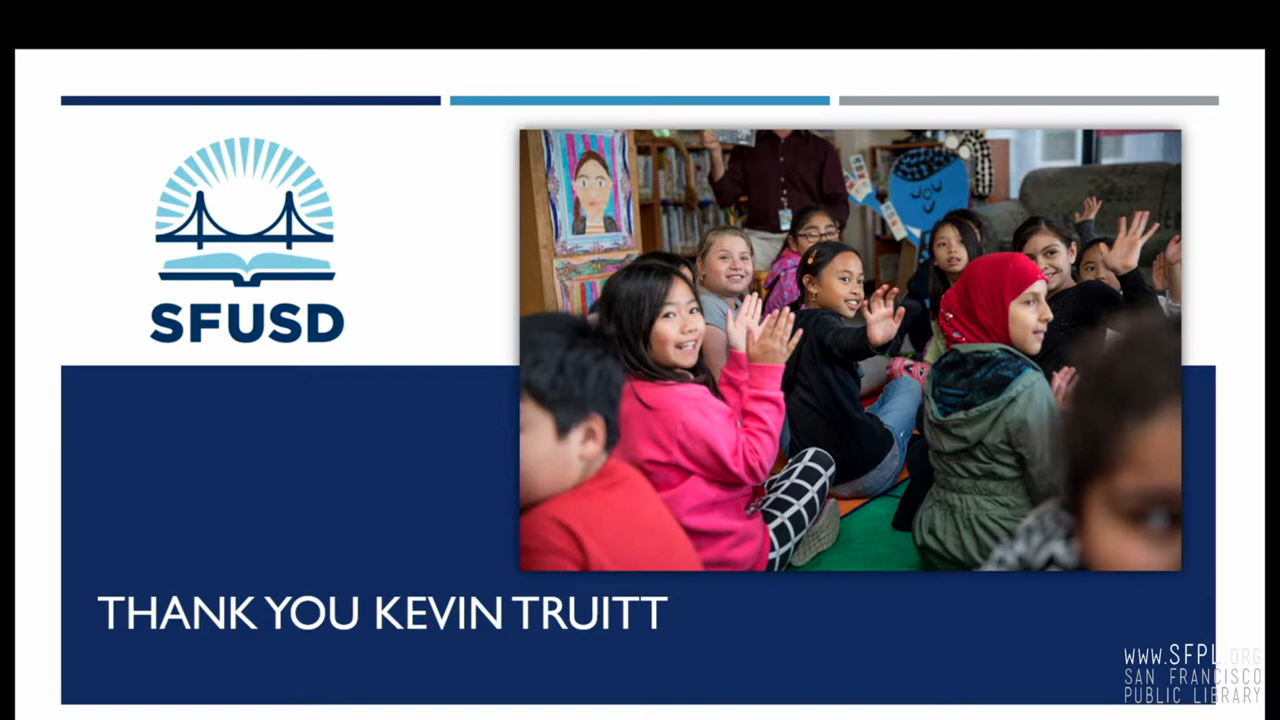 SFUSD
THANK YOU KEVIN TRUITT
WWW.SFPL.ORG
SAN FRANCISCO
PUBLIC LIBRARY